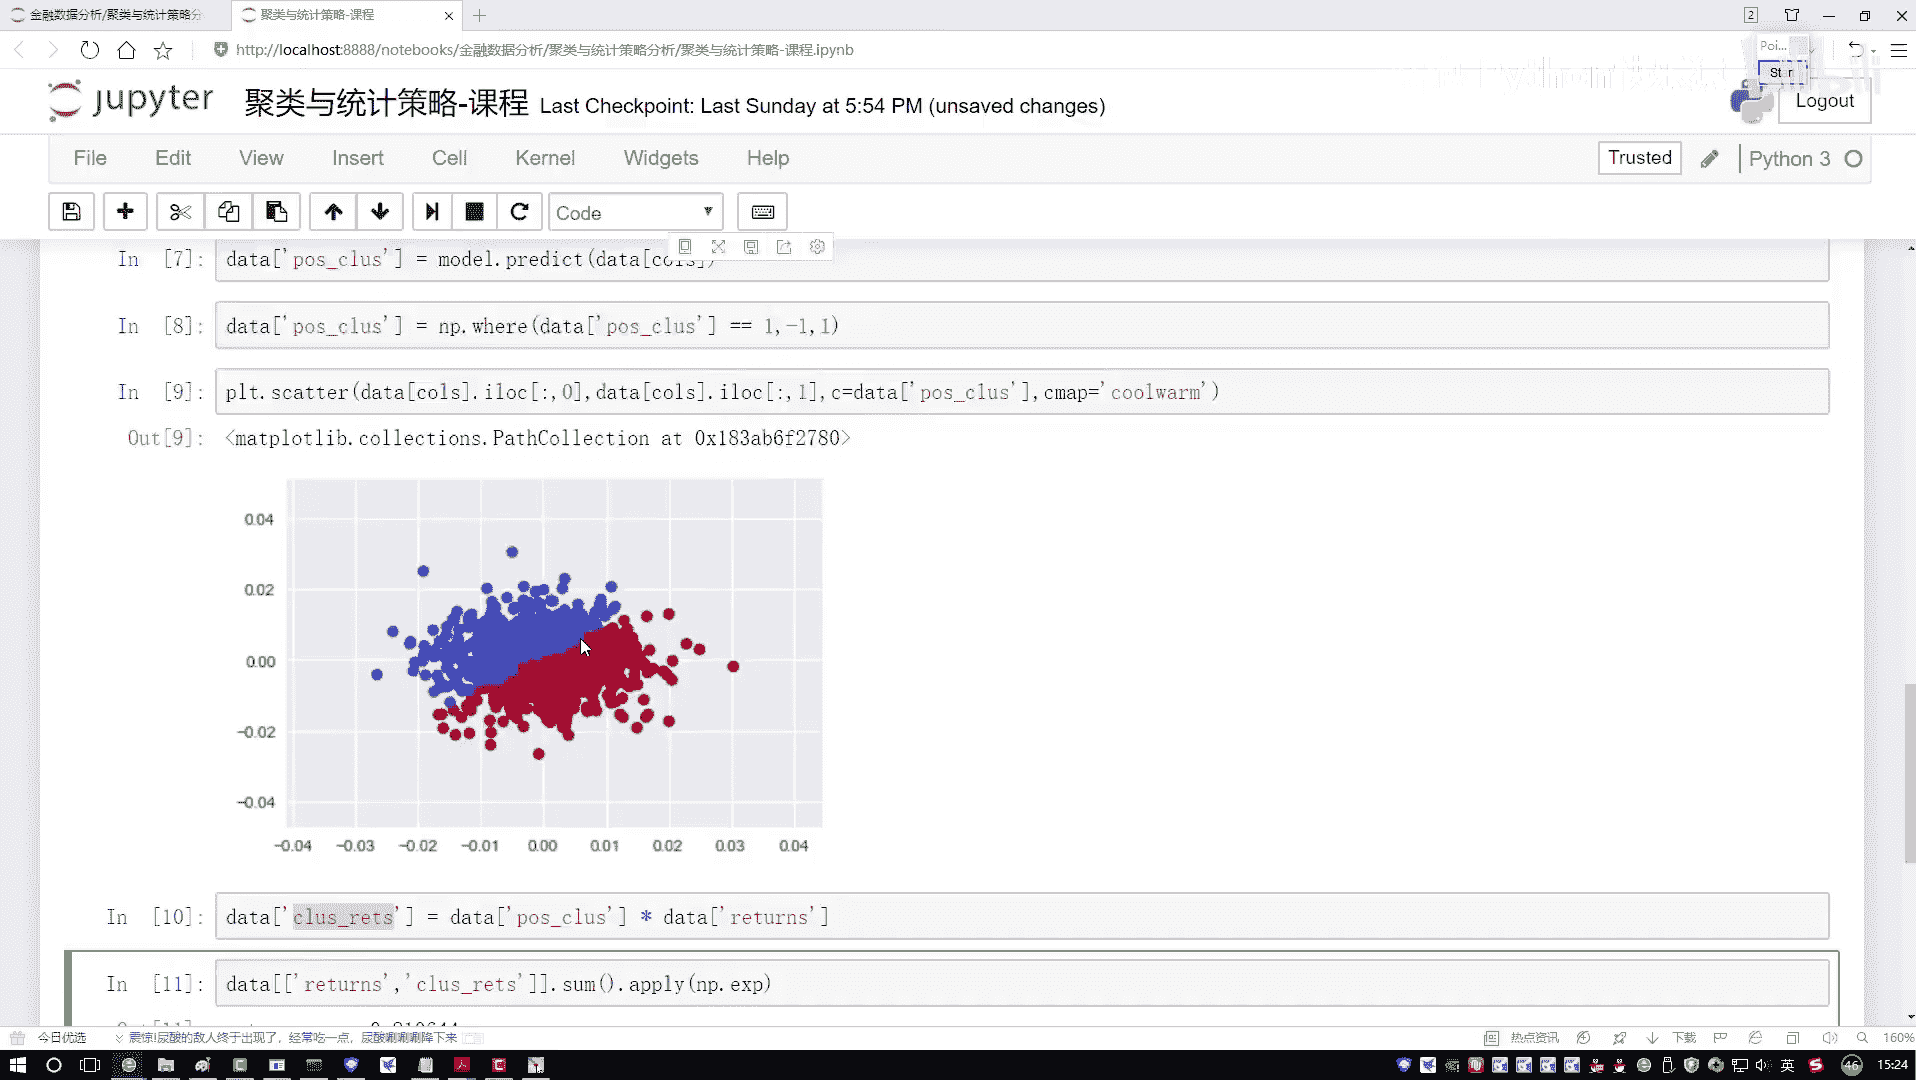 金融数据分析/聚类与统计策略分
聚类与统计策略-课程
2
http://localhost:8888/notebooks/金融数据分析/聚类与统计策略分析/聚类与统计策略-课程.ipynb
Poi...
jupyter 聚类与统计策略-课程 Last Checkpoint: Last Sunday at 5:54 PM (unsaved changes)
Logout
File Edit View Insert Cell Kernel Widgets Help
Trusted Python 3
Code
In [7]: data['pos_clus'] = model.predict(data[cols])
In [8]: data['pos_clus'] = np.where(data['pos_clus'] == 1,-1,1)
In [9]: plt.scatter(data[cols].iloc[:,0],data[cols].iloc[:,1],c=data['pos_clus'],cmap='coolwarm')
Out[9]: <matplotlib.collections.PathCollection at 0x183ab6f2780>
0.04
0.02
0.00
-0.02
-0.04
-0.04 -0.03 -0.02 -0.01 0.00 0.01 0.02 0.03 0.04
In [10]: data['clus_rets'] = data['pos_clus'] * data['returns']
In [11]: data[['returns','clus_rets']].sum().apply(np.exp)
今日优选 震惊!尿酸的敌人终于出现了，经常吃一点，尿酸唰唰唰降下来
热点资讯 下载 160%
英 46 15:24